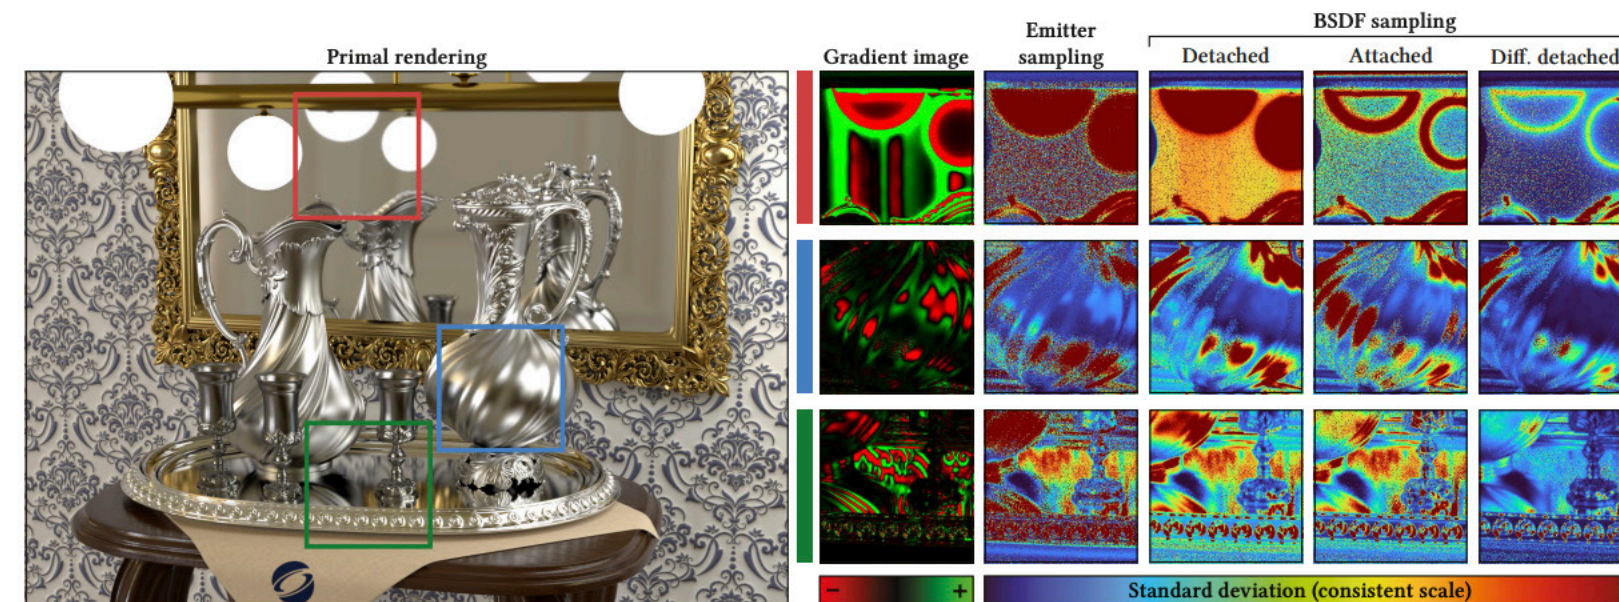 BSDF sampling
Emitter
sampling
Primal rendering
Gradient image
Detached
Attached
Diff. detached
−
+
Standard deviation (consistent scale)